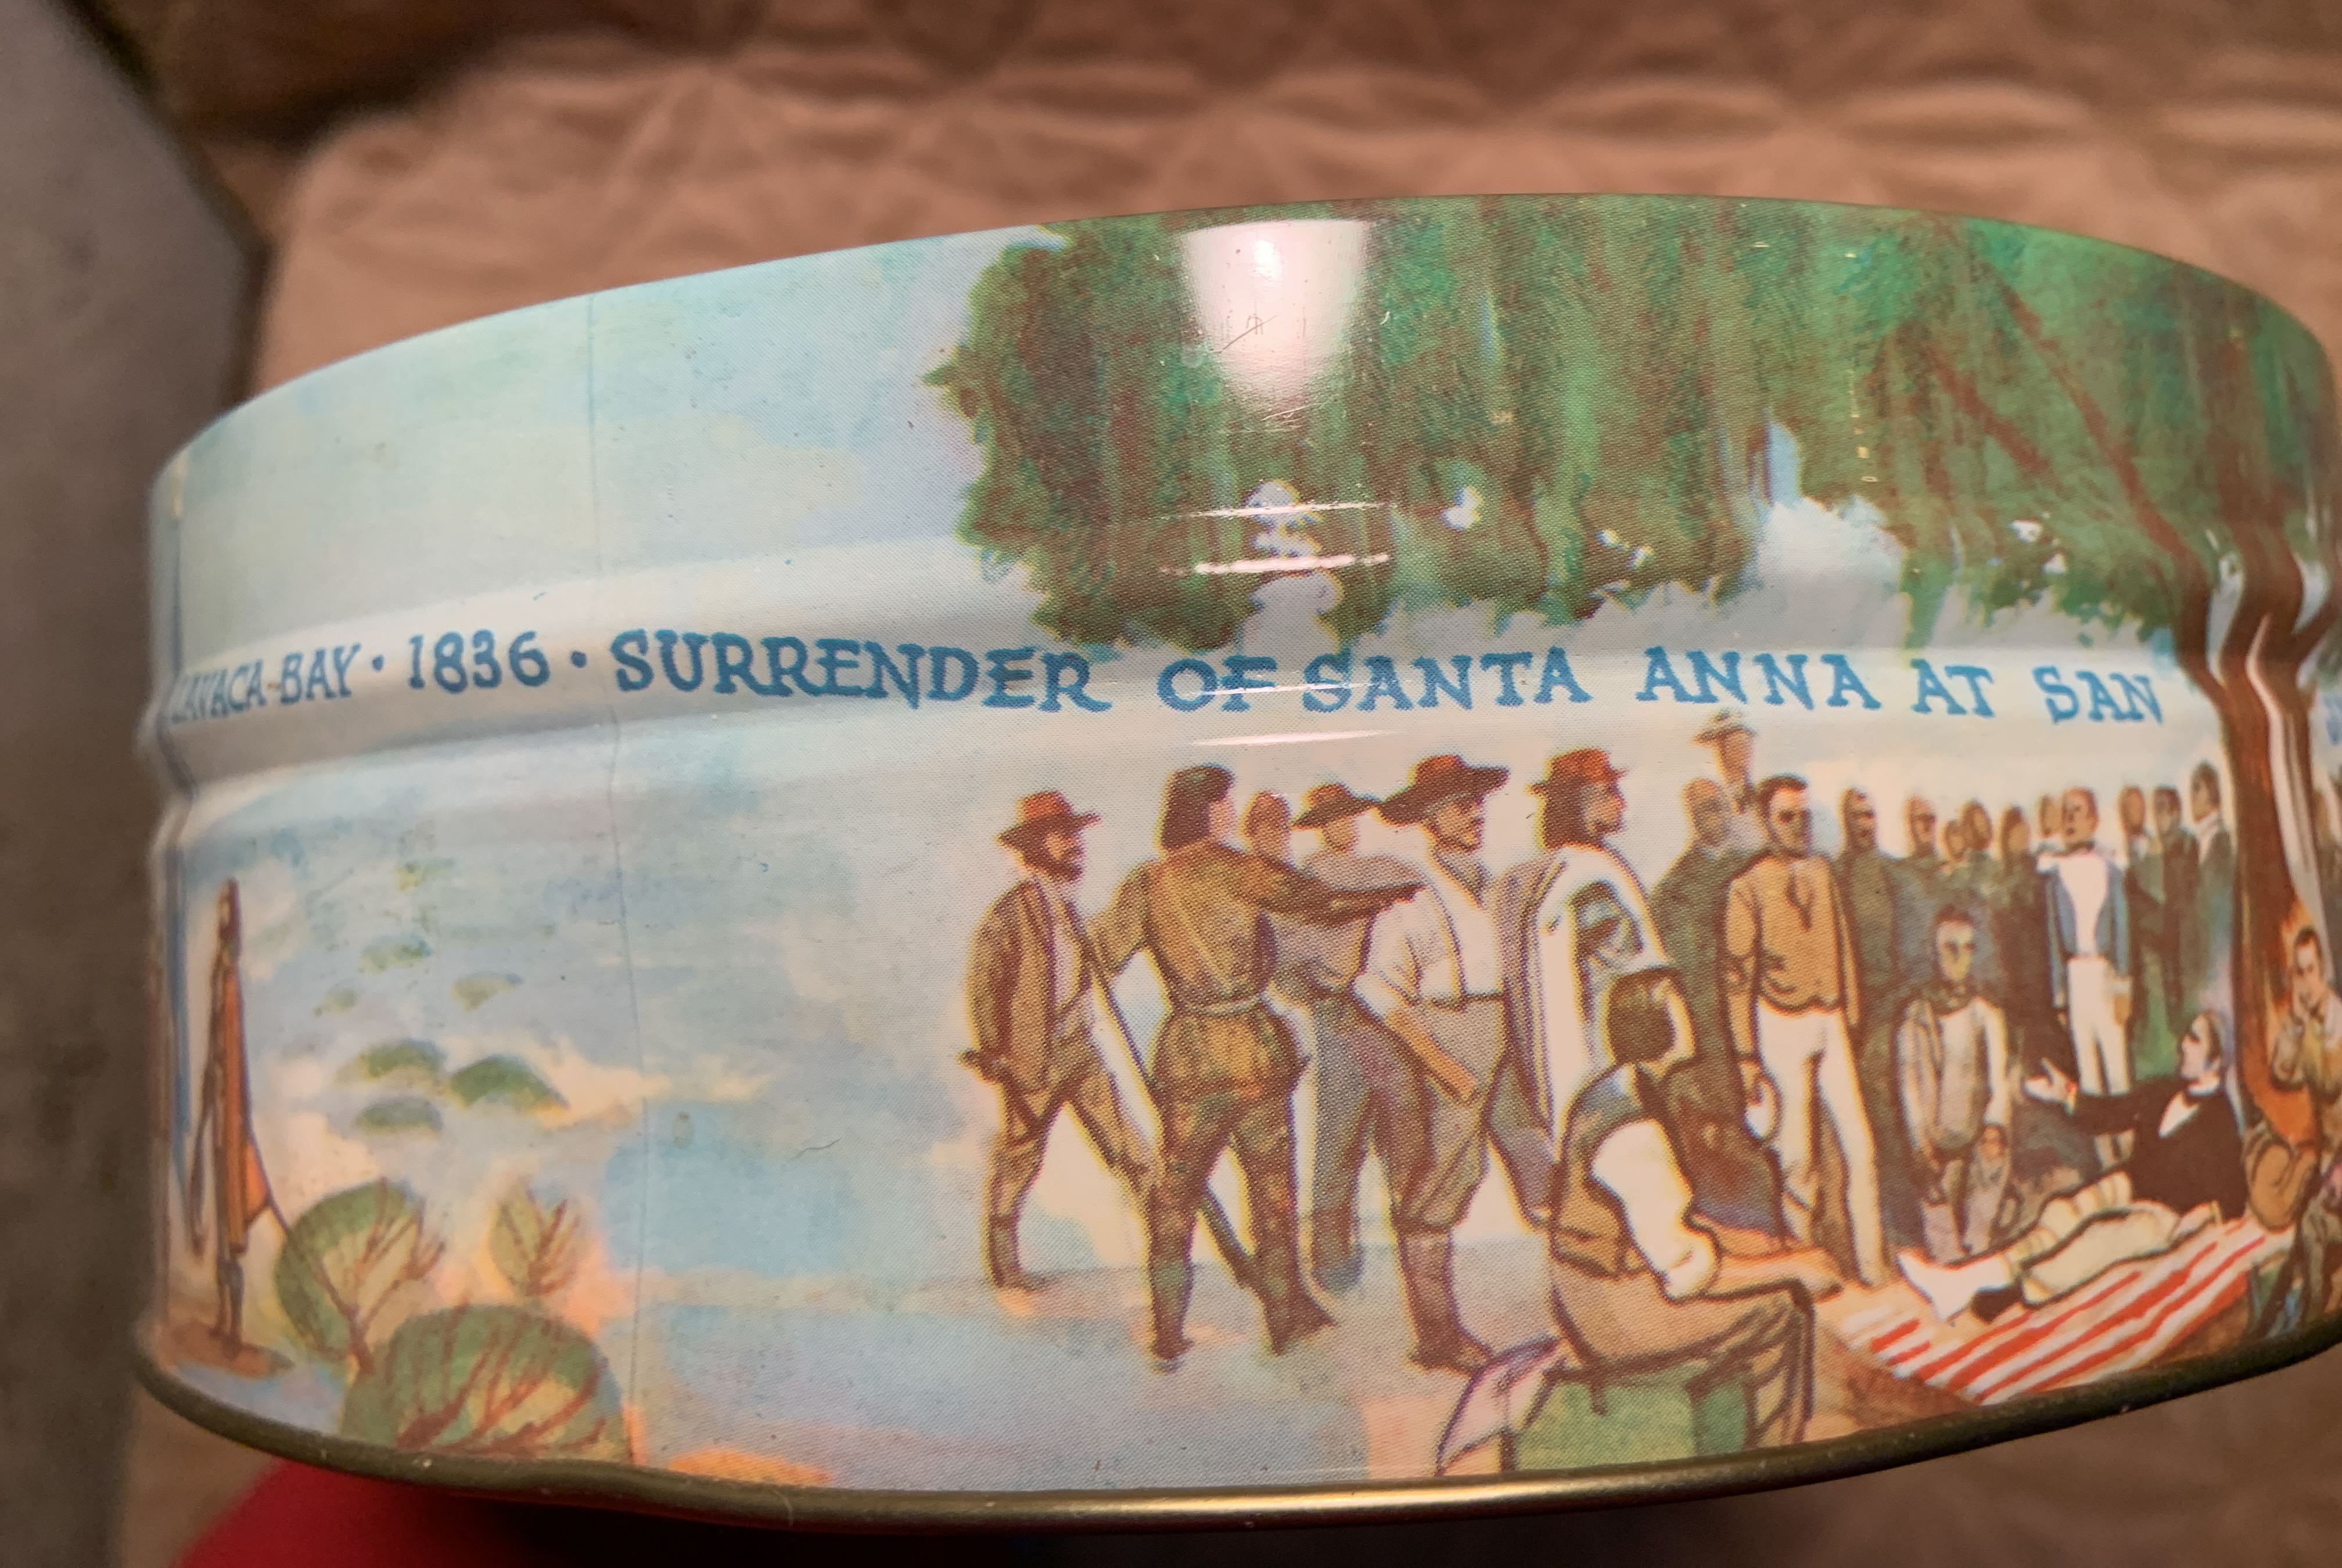 LAVACA BAY · 1836 · SURRENDER OF SANTA ANNA AT SAN